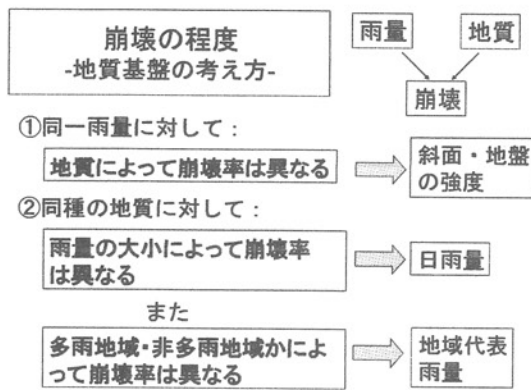 崩壊の程度
-地質基盤の考え方-
雨量
地質
崩壊
①同一雨量に対して：
地質によって崩壊率は異なる
斜面・地盤
の強度
②同種の地質に対して：
雨量の大小によって崩壊率
は異なる
日雨量
また
多雨地域・非多雨地域かによ
って崩壊率は異なる
地域代表
雨量